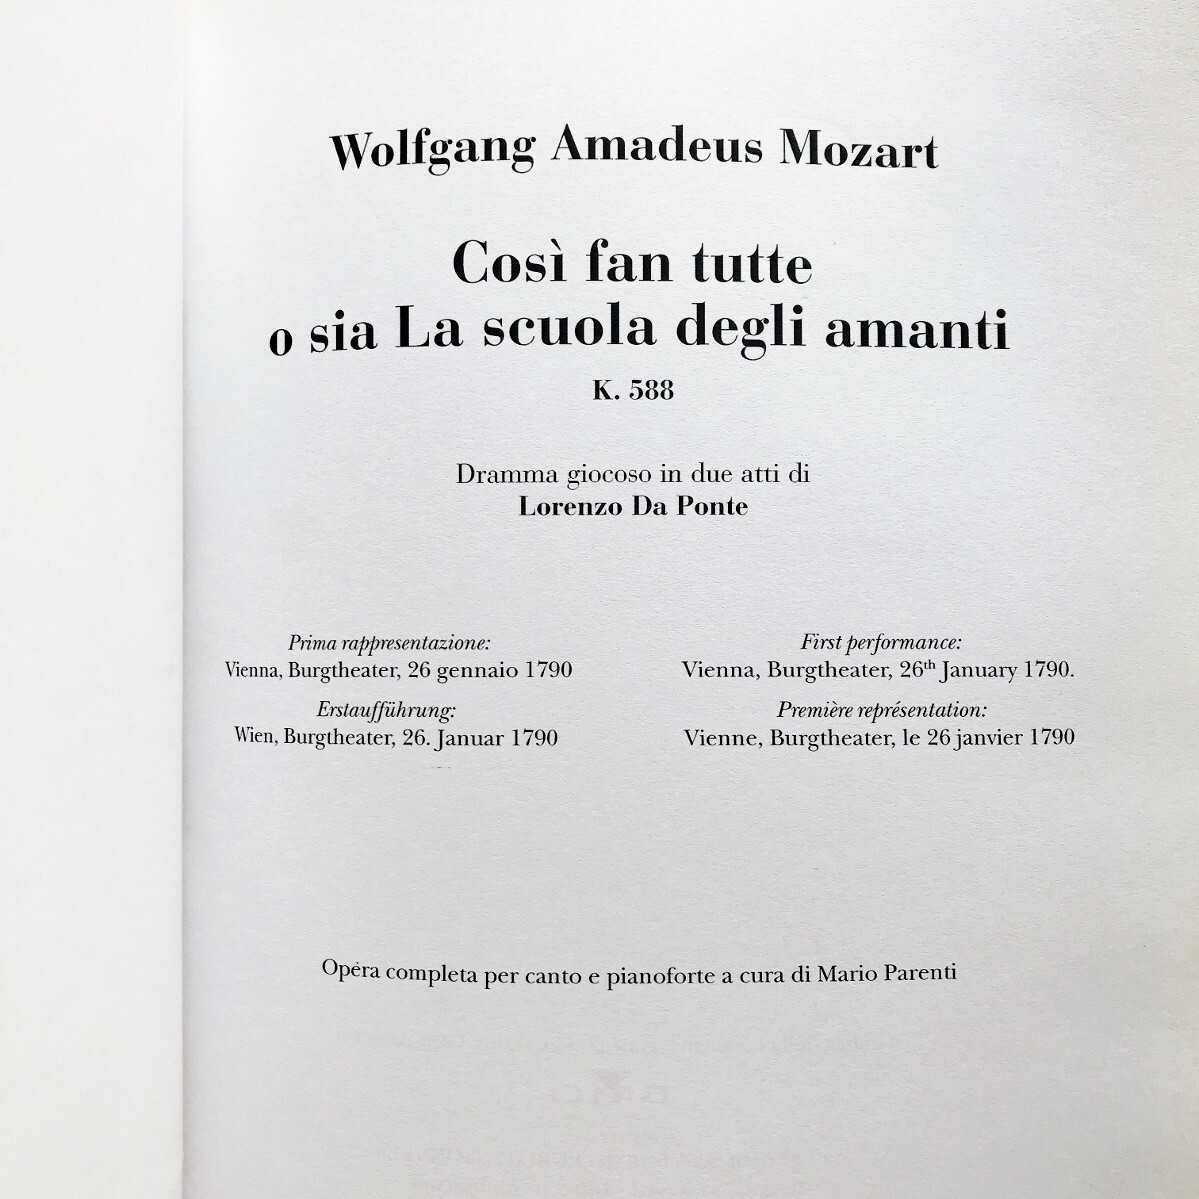 Wolfgang Amadeus Mozart
Così fan tutte
o sia La scuola degli amanti
K. 588
Dramma giocoso in due atti di
Lorenzo Da Ponte
Prima rappresentazione:
Vienna, Burgtheater, 26 gennaio 1790
Erstaufführung:
Wien, Burgtheater, 26. Januar 1790
First performance:
Vienna, Burgtheater, 26th January 1790.
Première représentation:
Vienne, Burgtheater, le 26 janvier 1790
Opera completa per canto e pianoforte a cura di Mario Parenti